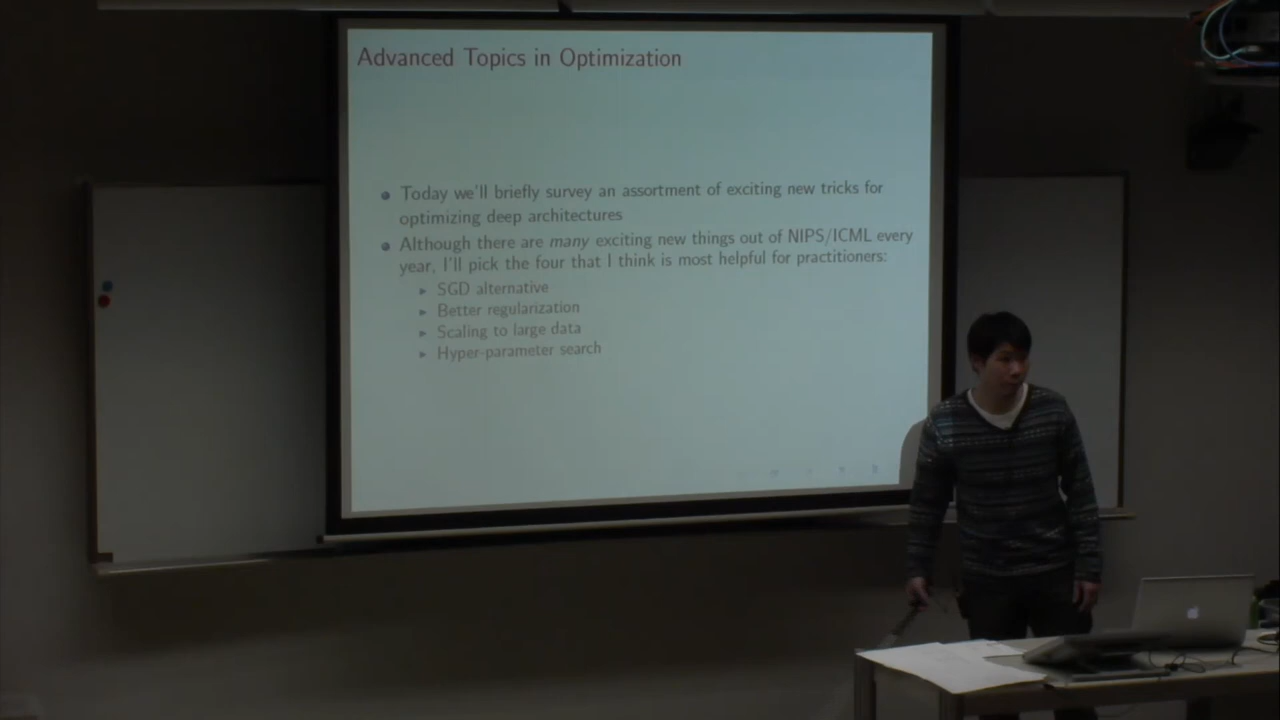 Advanced Topics in Optimization
Today we'll briefly survey an assortment of exciting new tricks for
optimizing deep architectures
Although there are many exciting new things out of NIPS/ICML every
year, I'll pick the four that I think is most helpful for practitioners:
SGD alternative
Better regularization
Scaling to large data
Hyper-parameter search